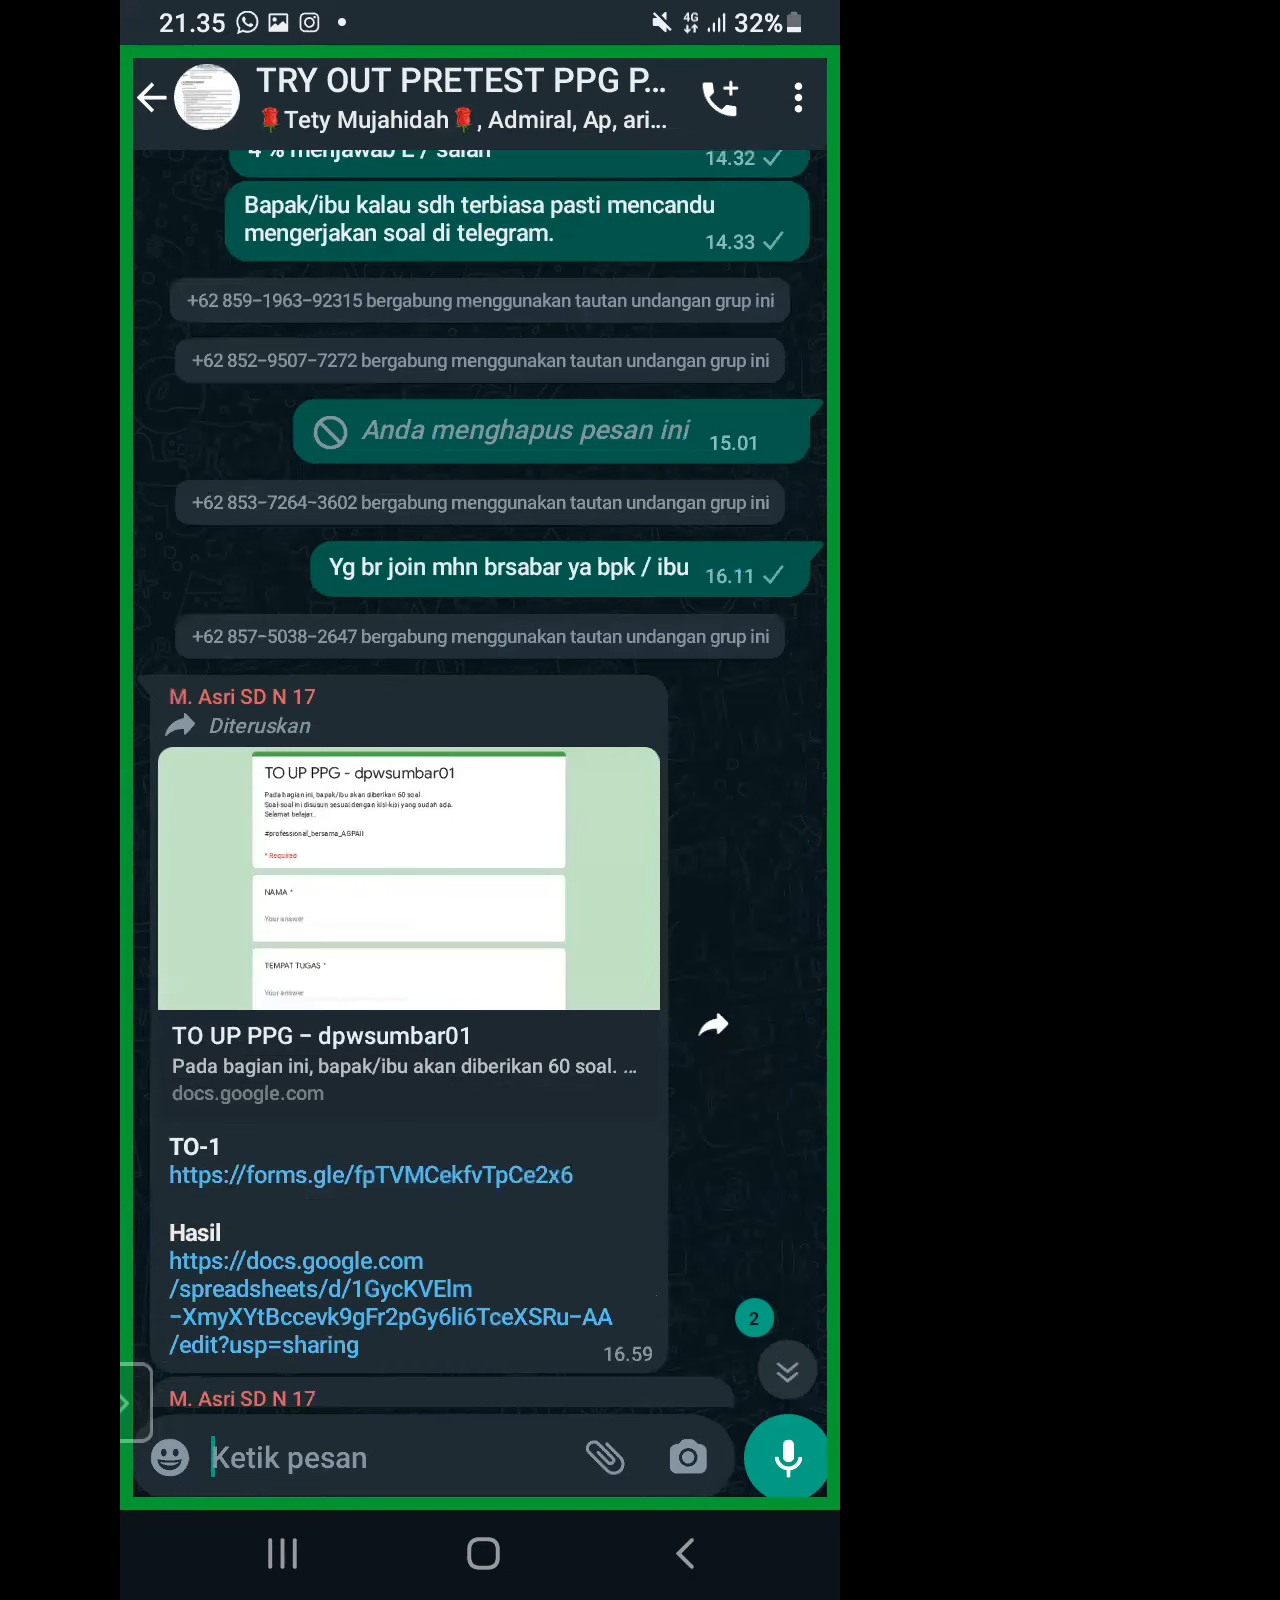 21.35
4G
32%
TRY OUT PRETEST PPG P...
🌹Tety Mujahidah🌹, Admiral, Ap, ari...
4 % menjawab E / salah
14.32
Bapak/ibu kalau sdh terbiasa pasti mencandu
mengerjakan soal di telegram.
14.33
+62 859-1963-92315 bergabung menggunakan tautan undangan grup ini
+62 852-9507-7272 bergabung menggunakan tautan undangan grup ini
Anda menghapus pesan ini
15.01
+62 853-7264-3602 bergabung menggunakan tautan undangan grup ini
Yg br join mhn brsabar ya bpk / ibu
16.11
+62 857-5038-2647 bergabung menggunakan tautan undangan grup ini
M. Asri SD N 17
Diteruskan
TO UP PPG - dpwsumbar01
Pada bagian ini, bapak/ibu akan diberikan 60 soal.
Soal-soal ini disusun sesuai dengan kisi-kisi yang sudah ada.
Selamat belajar..
#professional_bersama_AGPAII
* Required
NAMA *
Your answer
TEMPAT TUGAS *
Your answer
TO UP PPG - dpwsumbar01
Pada bagian ini, bapak/ibu akan diberikan 60 soal. ...
docs.google.com
TO-1
https://forms.gle/fpTVMCekfvTpCe2x6
Hasil
https://docs.google.com
/spreadsheets/d/1GycKVElm
-XmyXYtBccevk9gFr2pGy6li6TceXSRu-AA
/edit?usp=sharing
16.59
2
M. Asri SD N 17
Ketik pesan